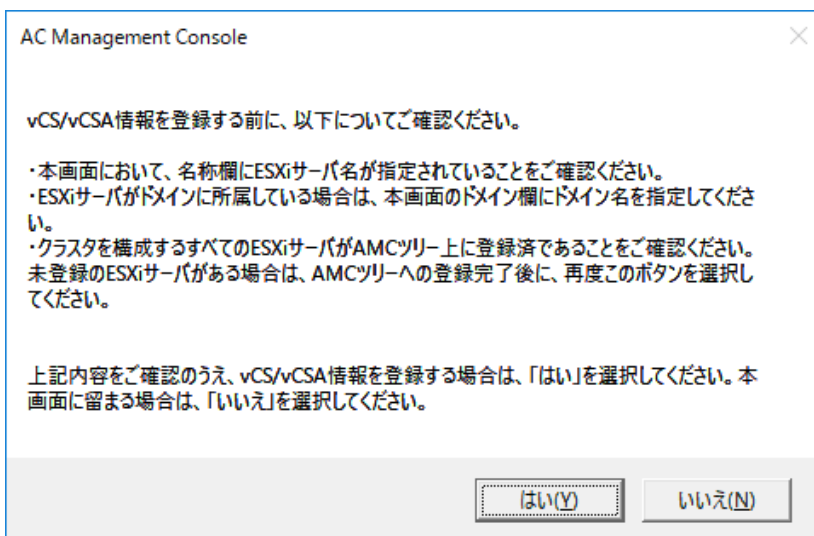 AC Management Console
vCS/vCSA情報を登録する前に、以下についてご確認ください。
・本画面において、名称欄にESXiサーバ名が指定されていることをご確認ください。
・ESXiサーバがドメインに所属している場合は、本画面のドメイン欄にドメイン名を指定してくださ
い。
・クラスタを構成するすべてのESXiサーバがAMCツリー上に登録済であることをご確認ください。
未登録のESXiサーバがある場合は、AMCツリーへの登録完了後に、再度このボタンを選択し
てください。
上記内容をご確認のうえ、vCS/vCSA情報を登録する場合は、「はい」を選択してください。本
画面に留まる場合は、「いいえ」を選択してください。
はい(Y) いいえ(N)